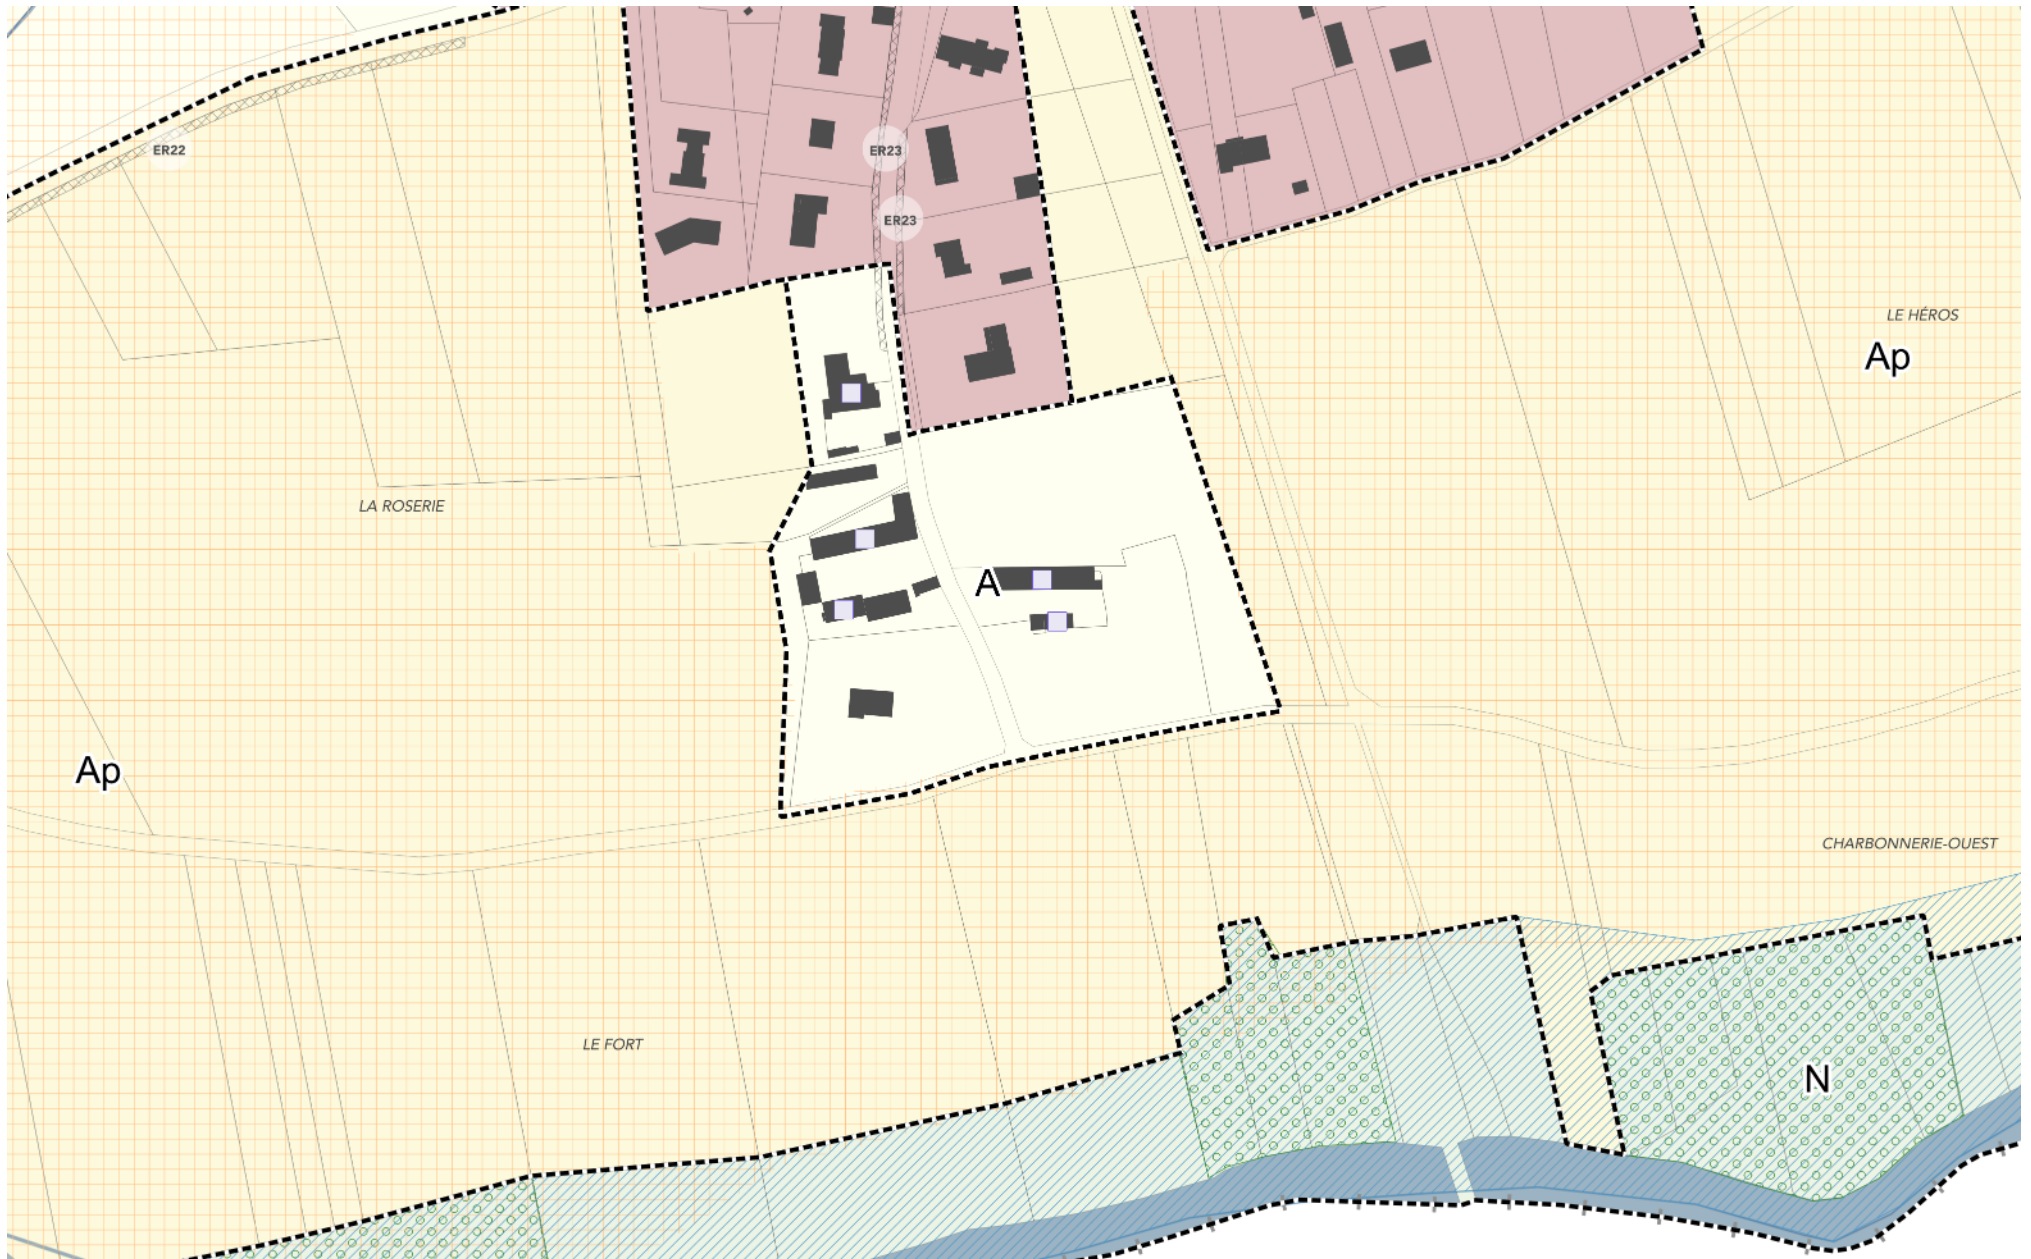 ER22
ER23
ER23
LE HÉROS
Ap
LA ROSERIE
A
Ap
CHARBONNERIE-OUEST
LE FORT
N